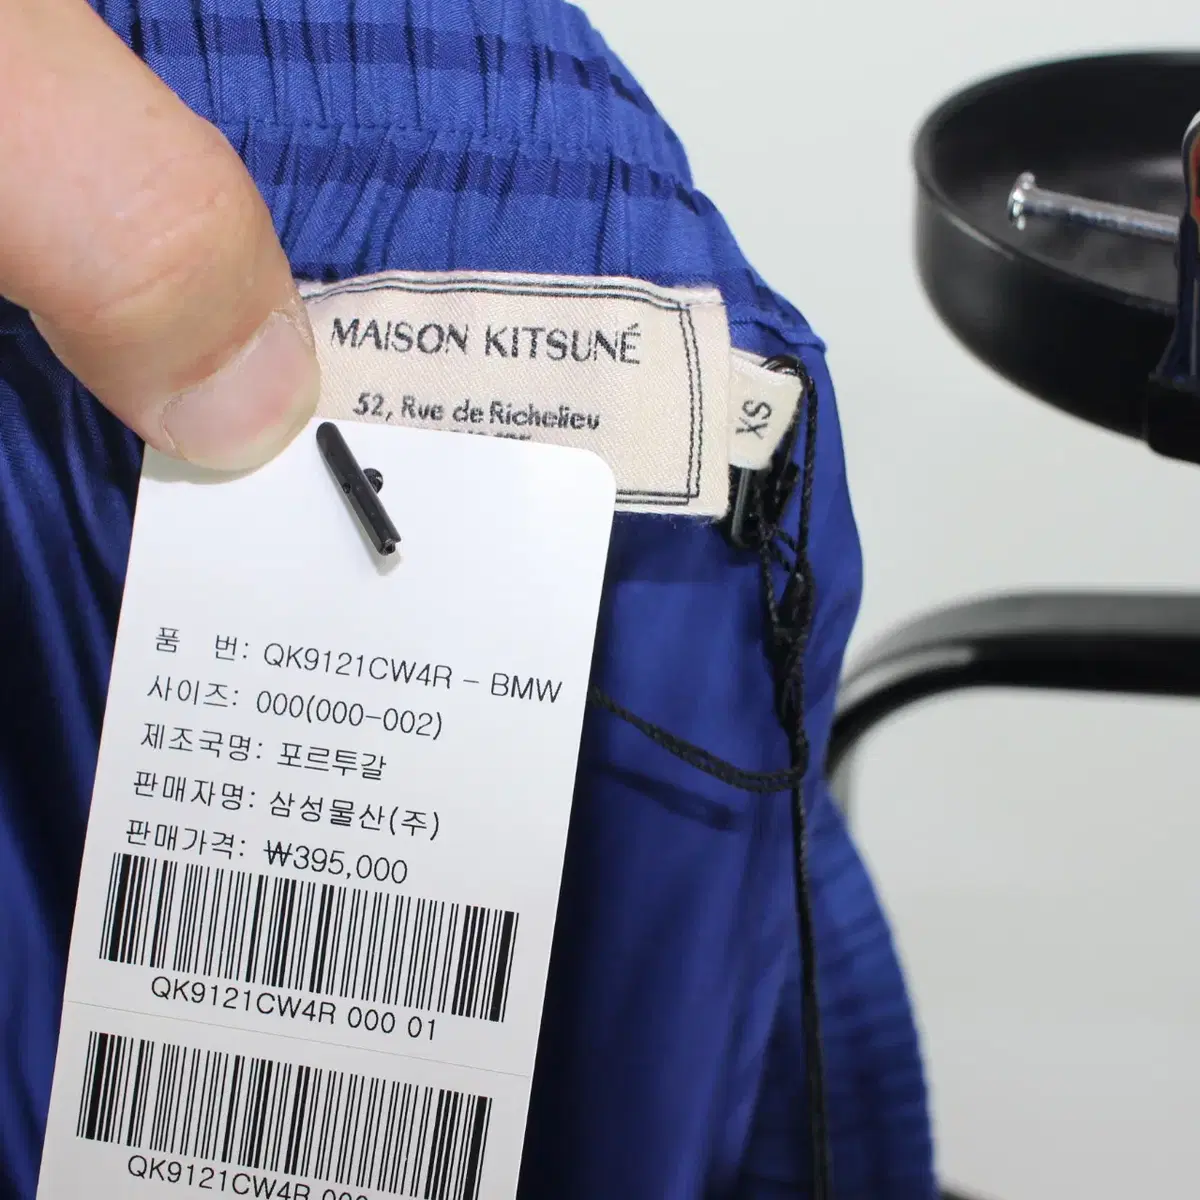 MAISON KITSUNÉ
52, Rue de Richelieu
XS
품 번: QK9121CW4R - BMW
사이즈: 000(000-002)
제조국명: 포르투갈
판매자명: 삼성물산(주)
판매가격: ₩395,000
QK9121CW4R 000 01
QK9121CW4R 000